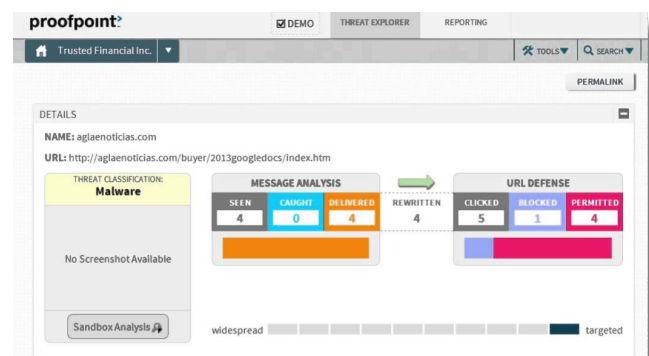 proofpoint
DEMO
THREAT EXPLORER
REPORTING
Trusted Financial Inc.
TOOLS
SEARCH
PERMALINK
DETAILS
NAME: aglaenoticias.com
URL: http://aglaenoticias.com/buyer/2013googledocs/index.htm
THREAT CLASSIFICATION:
Malware
No Screenshot Available
Sandbox Analysis
MESSAGE ANALYSIS
SEEN CAUGHT DELIVERED
4 0 4
REWRITTEN
4
URL DEFENSE
CLICKED BLOCKED PERMITTED
5 1 4
widespread targeted